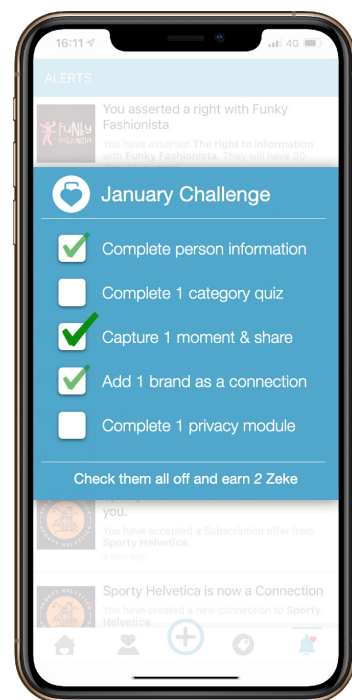 16:11
4G
ALERTS
You asserted a right with Funky
Fashionista
You have asserted The right to information
with Funky Fashionista. They will have 30
FuNky
January Challenge
Complete person information
Complete 1 category quiz
Capture 1 moment & share
Add 1 brand as a connection
Complete 1 privacy module
Check them all off and earn 2 Zeke
you.
You have accepted a Subscription offer from
Sporty Helvetica.
Sporty Helvetica is now a Connection
You have created a new connection to Sporty
Helvetica.